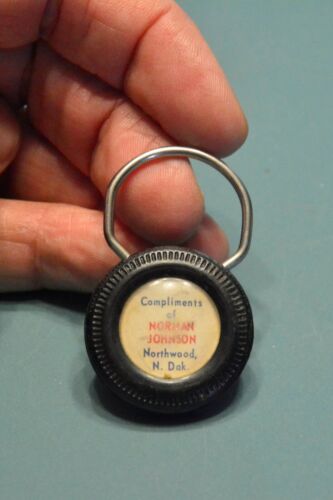 Compliments
of
NORMAN
JOHNSON
Northwood,
N. Dak.